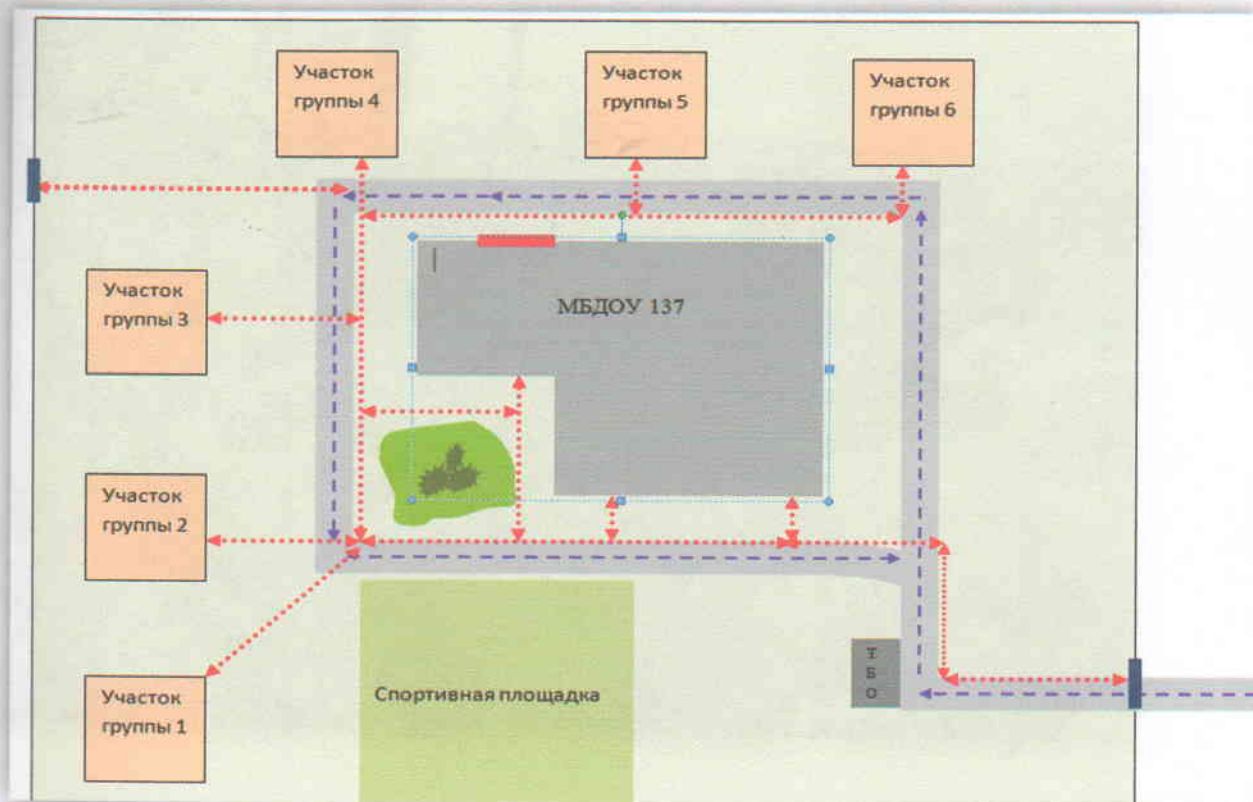 Участок
группы 4
Участок
группы 5
Участок
группы 6
МБДОУ 137
Участок
группы 3
Участок
группы 2
Участок
группы 1
Спортивная площадка
Т
Б
О